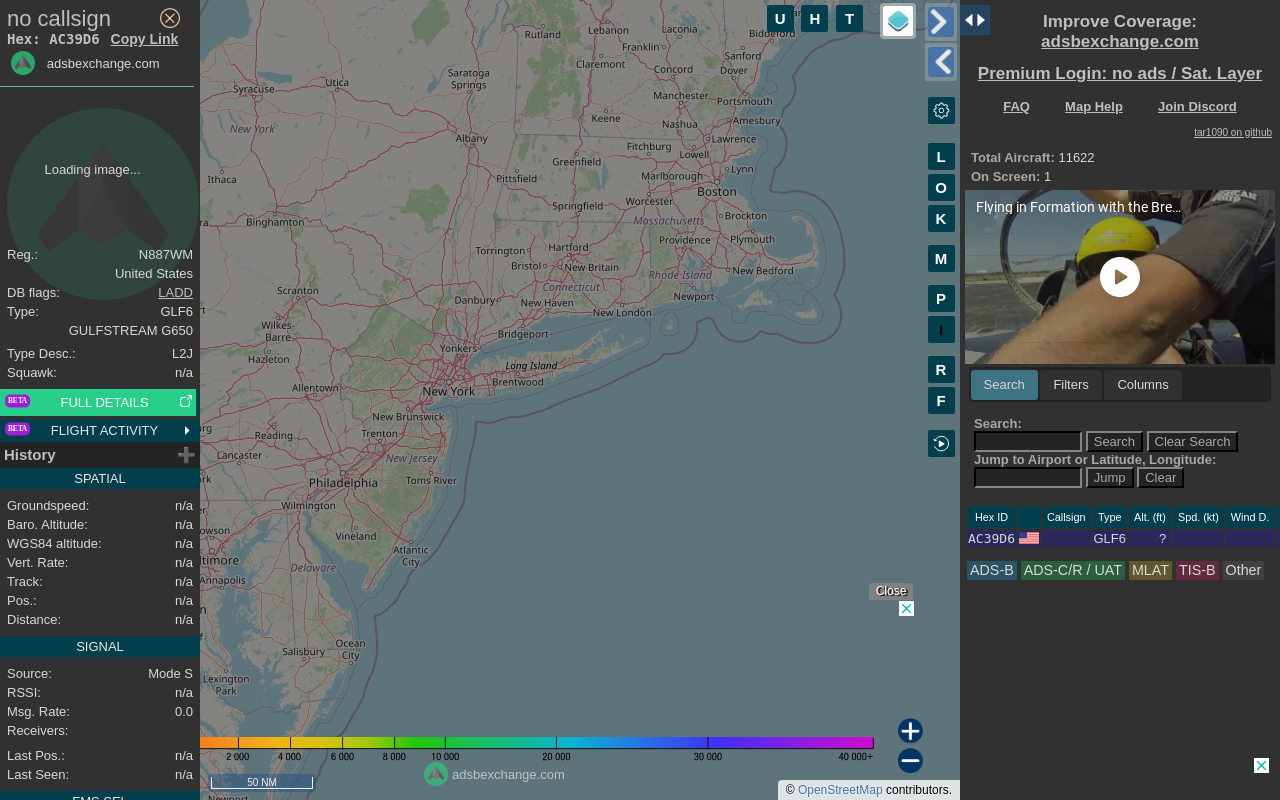 no callsign
Hex: AC39D6 Copy Link
adsbexchange.com
Loading image...
Reg.: N887WM
United States
DB flags: LADD
Type: GLF6
GULFSTREAM G650
Type Desc.: L2J
Squawk: n/a
BETA FULL DETAILS
BETA FLIGHT ACTIVITY
History
SPATIAL
Groundspeed: n/a
Baro. Altitude: n/a
WGS84 altitude: n/a
Vert. Rate: n/a
Track: n/a
Pos.: n/a
Distance: n/a
SIGNAL
Source: Mode S
RSSI: n/a
Msg. Rate: 0.0
Receivers:
Last Pos.: n/a
Last Seen: n/a
FMS SEL
U H T
L
O
K
M
P
I
R
F
Rutland
Lebanon
Laconia
Biddeford
Franklin
Sanford
Claremont
Concord
Dover
Saratoga
Springs
Utica
Syracuse
Manchester
Portsmouth
Keene
Nashua
Amesbury
New York
Albany
Fitchburg
Lawrence
Lowell
Greenfield
Ithaca
Pittsfield
Marlborough
Lynn
Boston
Worcester
Springfield
Massachusetts
Brockton
Binghamton
Torrington
Hartford
Providence
Plymouth
Bristol
New Britain
Rhode Island
New Bedford
Connecticut
Scranton
Danbury
New Haven
Newport
New London
Wilkes-
Barre
Bridgeport
Hazleton
Yonkers
Long Island
Brentwood
Allentown
New York
New Brunswick
Reading
Trenton
Lancaster
New Jersey
Philadelphia
Toms River
Wilmington
Vineland
Atlantic
City
Annapolis
Delaware
Ocean
City
Salisbury
Lexington
Park
Close
2 000 4 000 6 000 8 000 10 000 20 000 30 000 40 000+
50 NM
adsbexchange.com
Newport
© OpenStreetMap contributors.
Improve Coverage:
adsbexchange.com
Premium Login: no ads / Sat. Layer
FAQ Map Help Join Discord
tar1090 on github
Total Aircraft: 11622
On Screen: 1
Flying in Formation with the Bre...
Search Filters Columns
Search:
Search Clear Search
Jump to Airport or Latitude, Longitude:
Jump Clear
Hex ID Callsign Type Alt. (ft) Spd. (kt) Wind D.
AC39D6 GLF6 ?
ADS-B ADS-C/R / UAT MLAT TIS-B Other